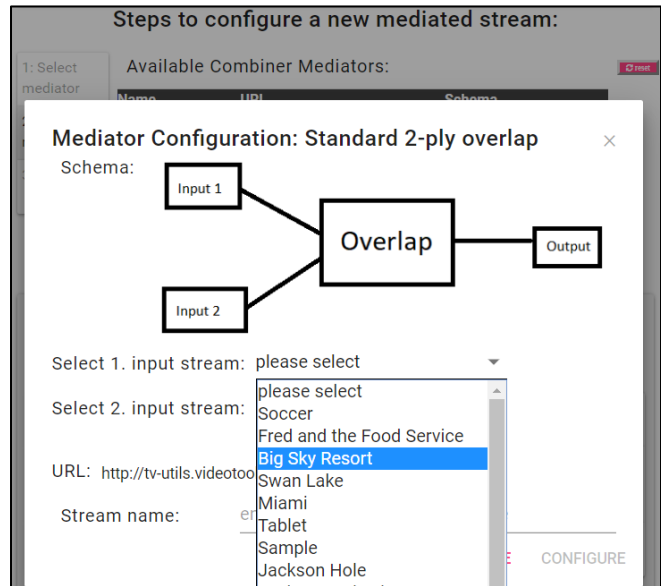 Steps to configure a new mediated stream:
1: Select
mediator
Available Combiner Mediators:
reset
Name URL Schema
Mediator Configuration: Standard 2-ply overlap ×
Schema:
Input 1
Overlap
Output
Input 2
Select 1. input stream: please select
please select
Select 2. input stream: Soccer
Fred and the Food Service
Big Sky Resort
URL: http://tv-utils.videotoo
Swan Lake
Miami
Stream name:
Tablet
Sample
CONFIGURE
Jackson Hole